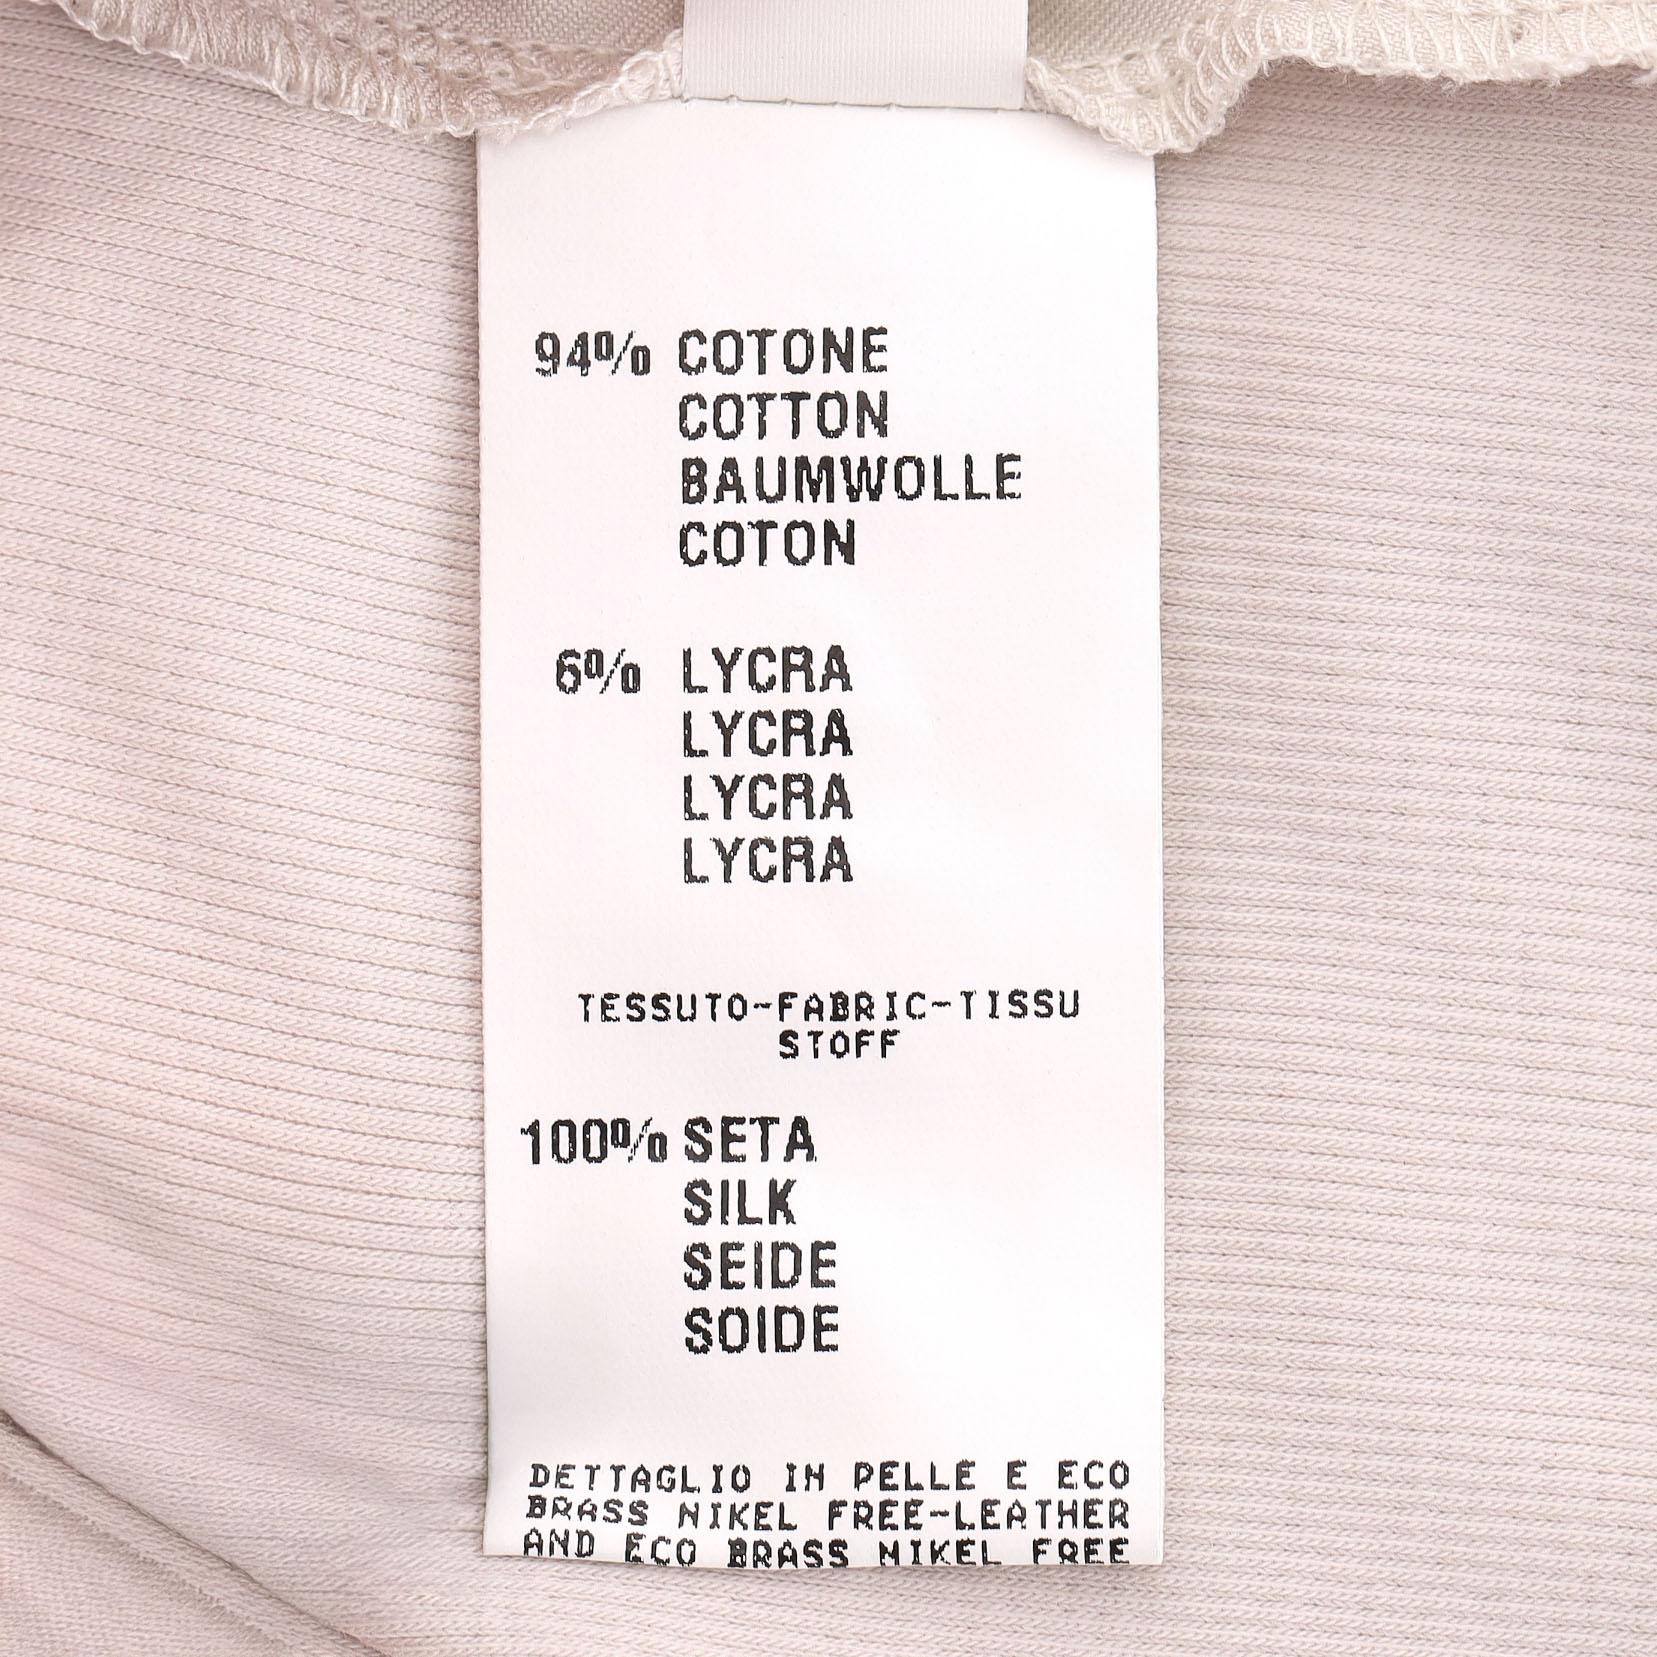 94% COTONE
COTTON
BAUMWOLLE
COTON
6% LYCRA
LYCRA
LYCRA
LYCRA
TESSUTO-FABRIC-TISSU
STOFF
100% SETA
SILK
SEIDE
SOIDE
DETTAGLIO IN PELLE E ECO
BRASS NIKEL FREE-LEATHER
AND ECO BRASS NIKEL FREE